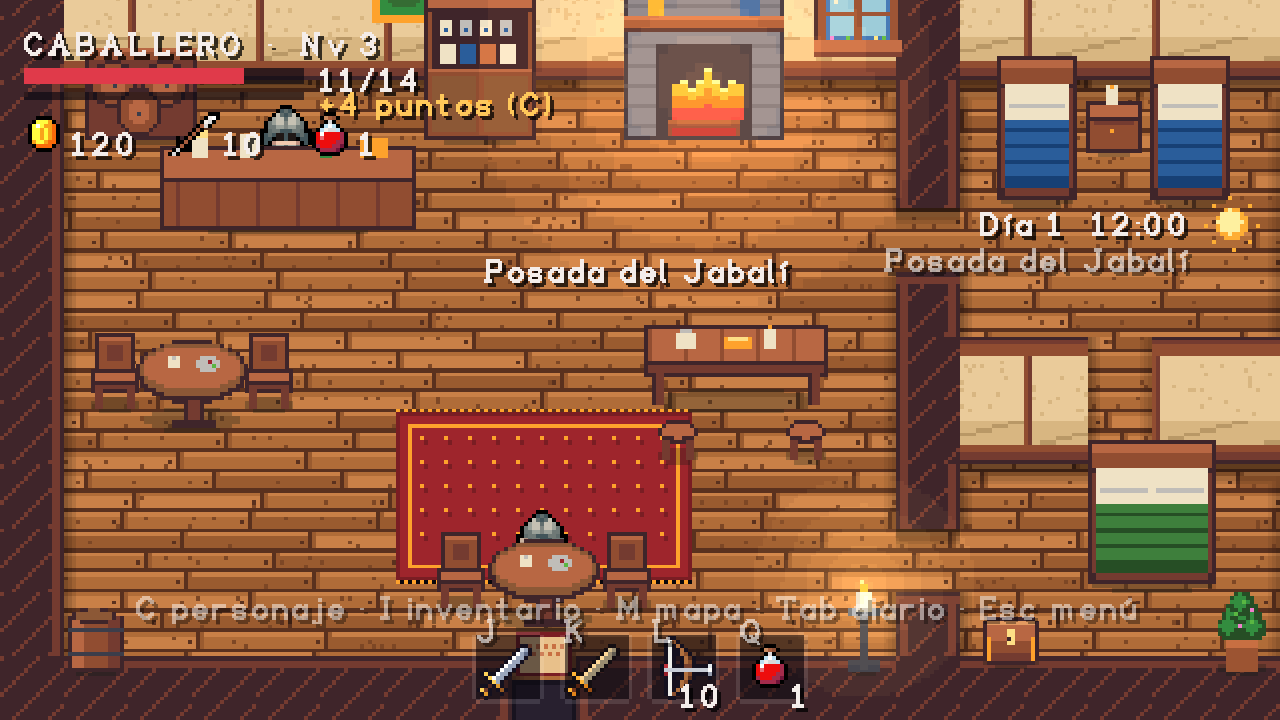 CABALLERO · Nv 3
11/14
+4 puntos (C)
120
10
1
Día 1 12:00
Posada del Jabalí
Posada del Jabalí
C personaje · I inventario · M mapa · Tab diario · Esc menú
J K L Q
10 1